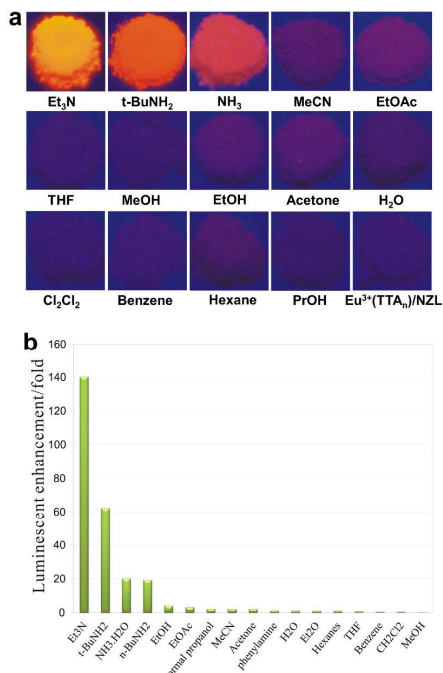 a
Et₃N t-BuNH₂ NH₃ MeCN EtOAc
THF MeOH EtOH Acetone H₂O
Cl₂Cl₂ Benzene Hexane PrOH Eu³⁺(TTAₙ)/NZL
b
Luminescent enhancement/fold
160
140
120
100
80
60
40
20
0
Et3N t-BuNH2 NH3.H2O n-BuNH2 EtOH EtOAc ormal propanol MeCN Acetone phenylamine H2O Et2O Hexanes THF Benzene CH2Cl2 MeOH